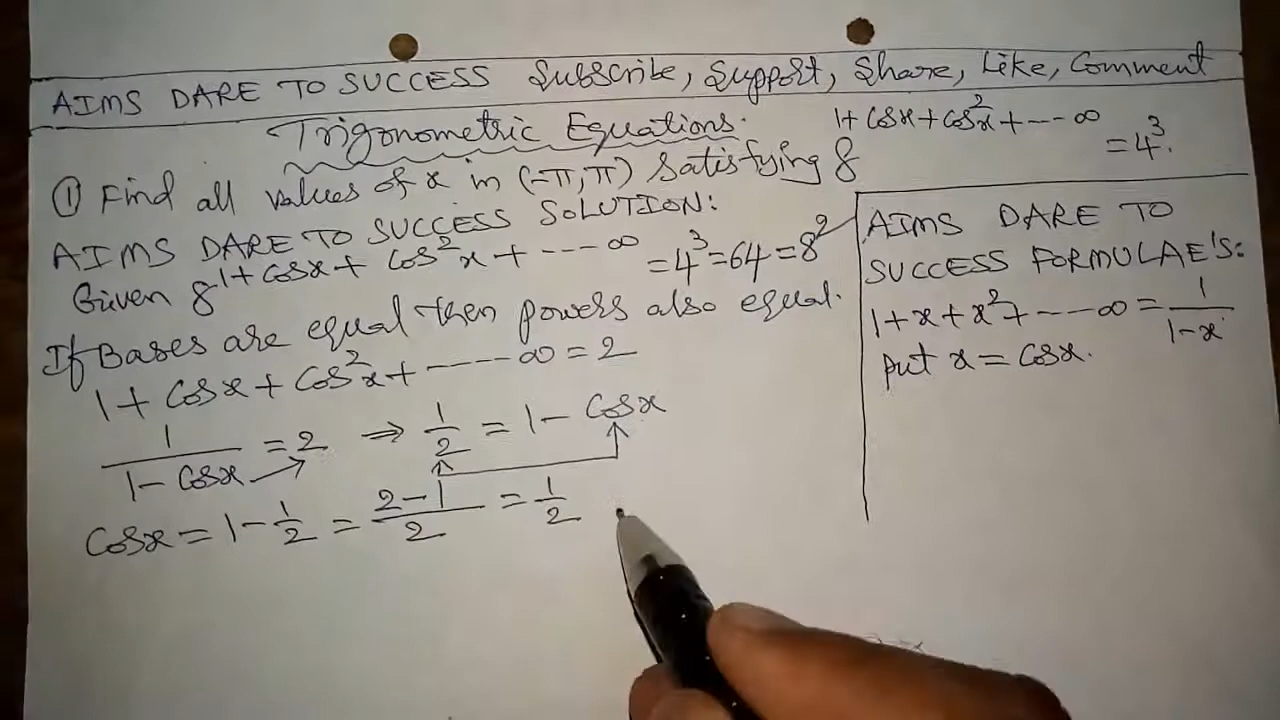 AIMS DARE TO SUCCESS Subscribe, Support, Share, Like, Comment
Trigonometric Equations.
① Find all values of x in (-π, π) Satisfying 8^(1+Cosx+Cos²x+---∞) = 4³.
AIMS DARE TO SUCCESS SOLUTION:
Given 8^(1+Cosx+Cos²x+----∞) = 4³ = 64 = 8²
If Bases are equal then powers also equal.
1 + Cosx + Cos²x + ----- ∞ = 2
1/(1-Cosx) = 2 ⇒ 1/2 = 1 - Cosx
Cosx = 1 - 1/2 = (2-1)/2 = 1/2
AIMS DARE TO
SUCCESS FORMULAE'S:
1+x+x²+----∞ = 1/(1-x)
put x = Cosx.